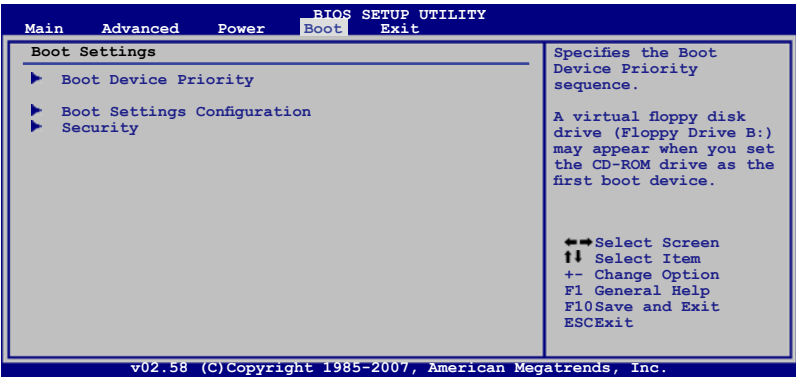 BIOS SETUP UTILITY
Main Advanced Power Boot Exit
Boot Settings
Boot Device Priority
Boot Settings Configuration
Security
Specifies the Boot
Device Priority
sequence.
A virtual floppy disk
drive (Floppy Drive B:)
may appear when you set
the CD-ROM drive as the
first boot device.
Select Screen
Select Item
+- Change Option
F1 General Help
F10Save and Exit
ESCExit
v02.58 (C)Copyright 1985-2007, American Megatrends, Inc.